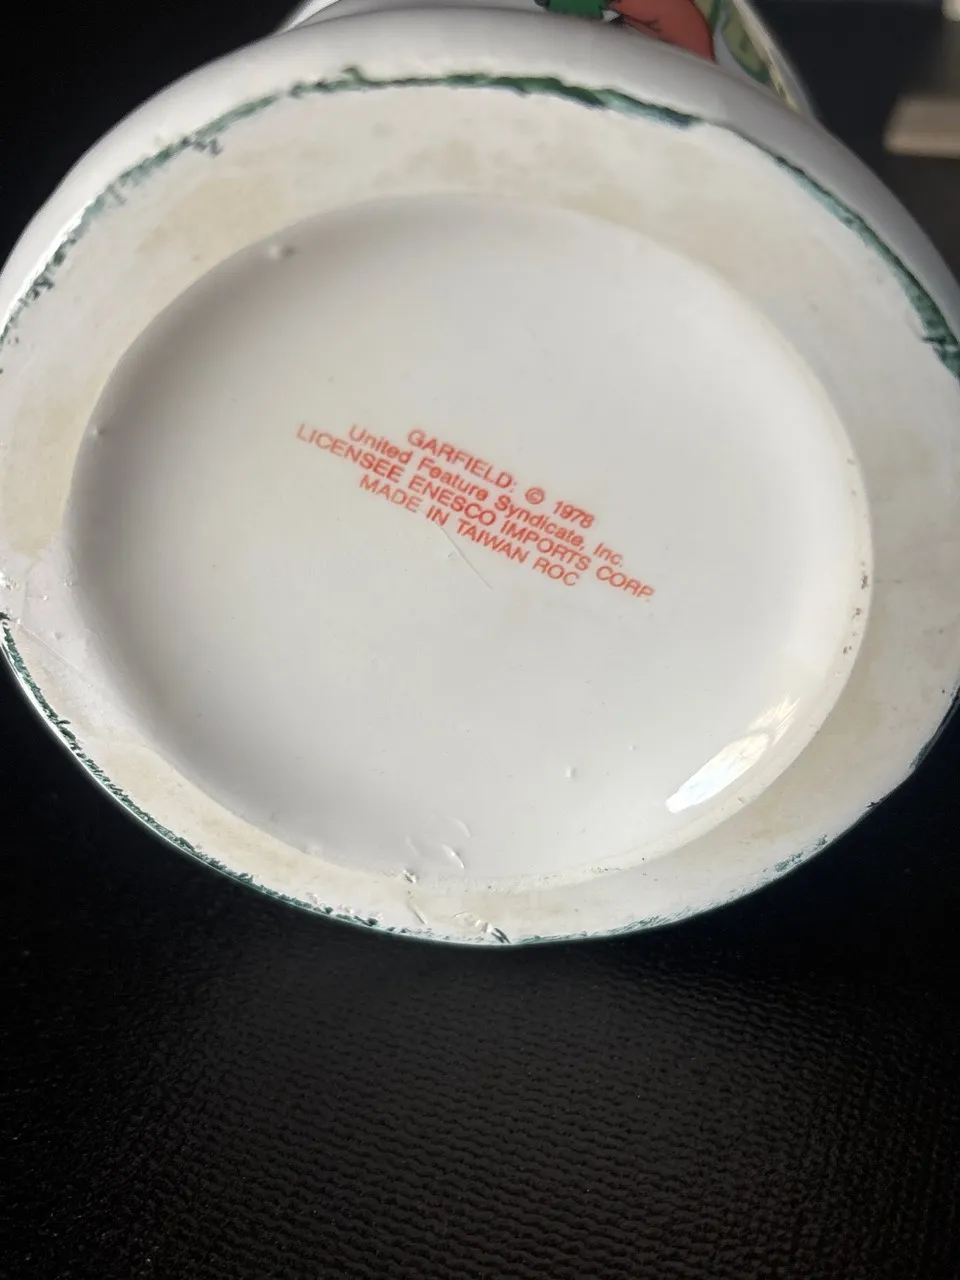 GARFIELD: © 1978
United Feature Syndicate, Inc.
LICENSEE ENESCO IMPORTS CORP.
MADE IN TAIWAN ROC